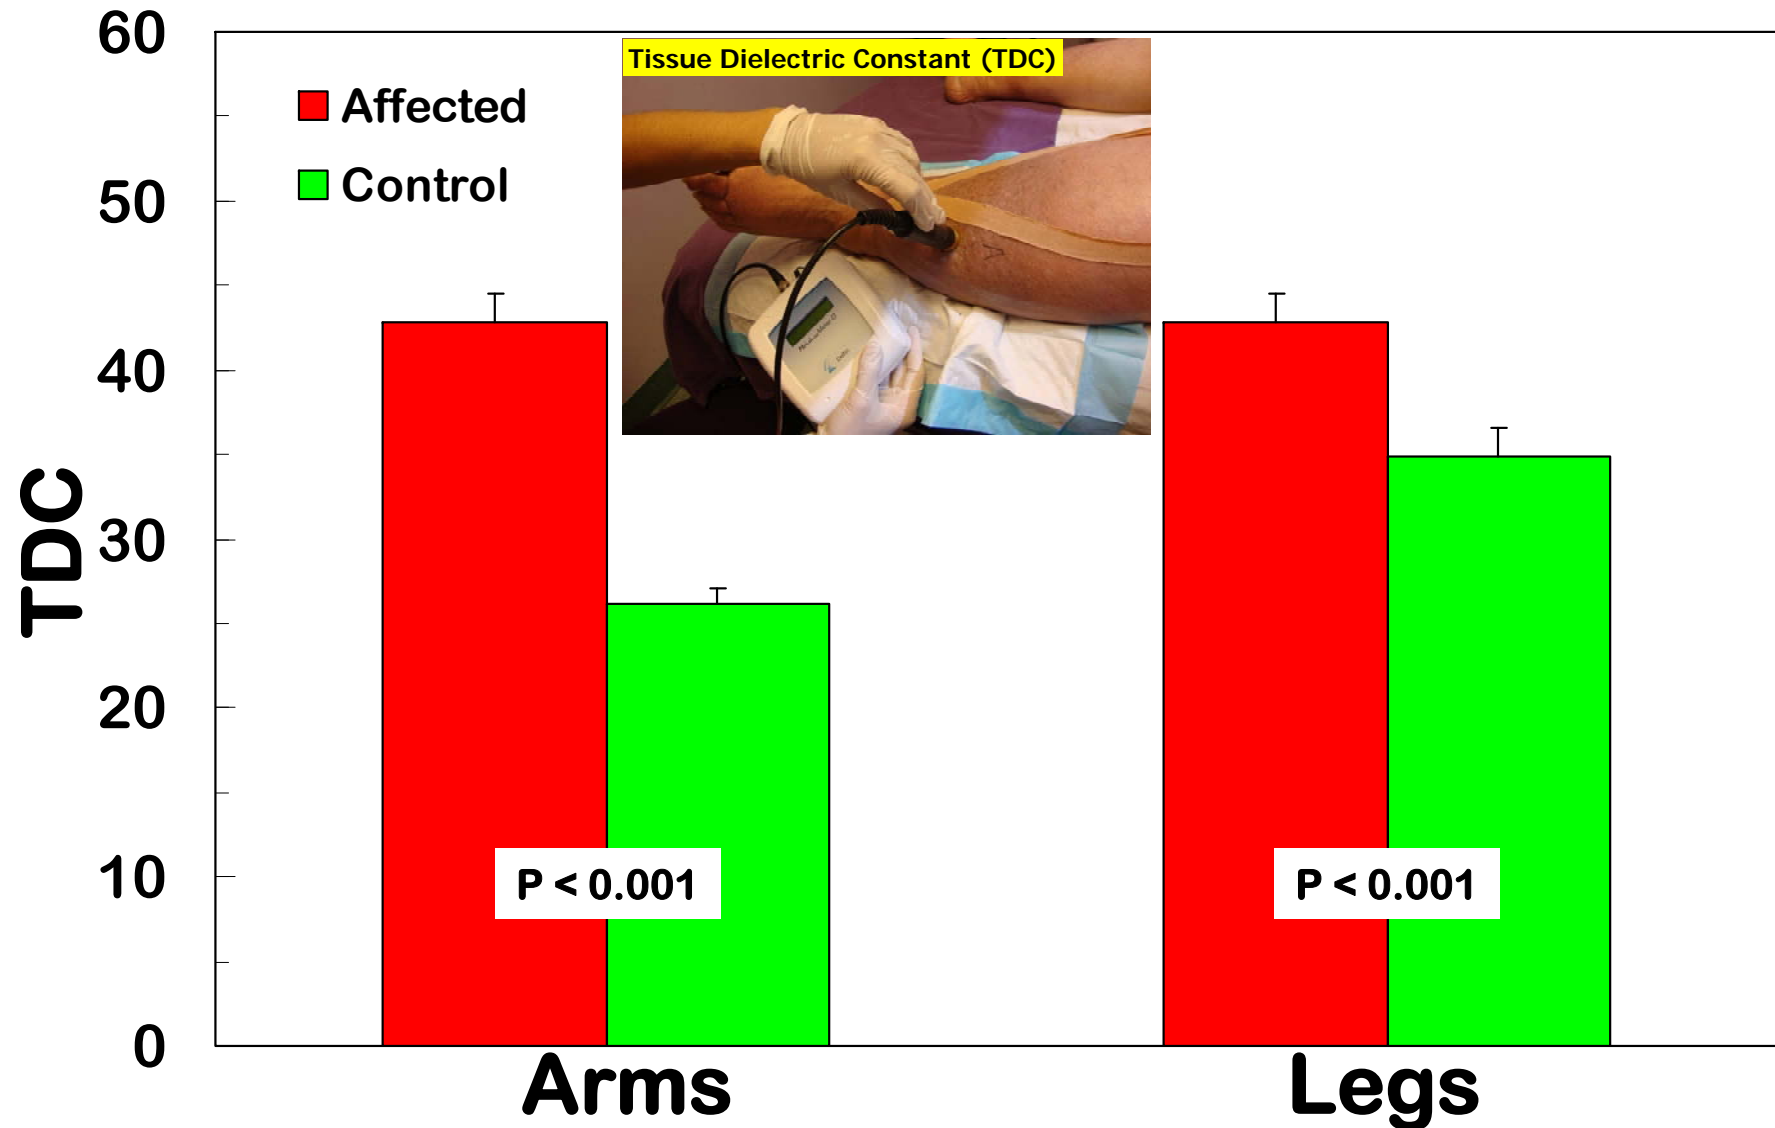 60
50
40
30
20
10
0
TDC
Affected
Control
Tissue Dielectric Constant (TDC)
A
P < 0.001
P < 0.001
Arms
Legs